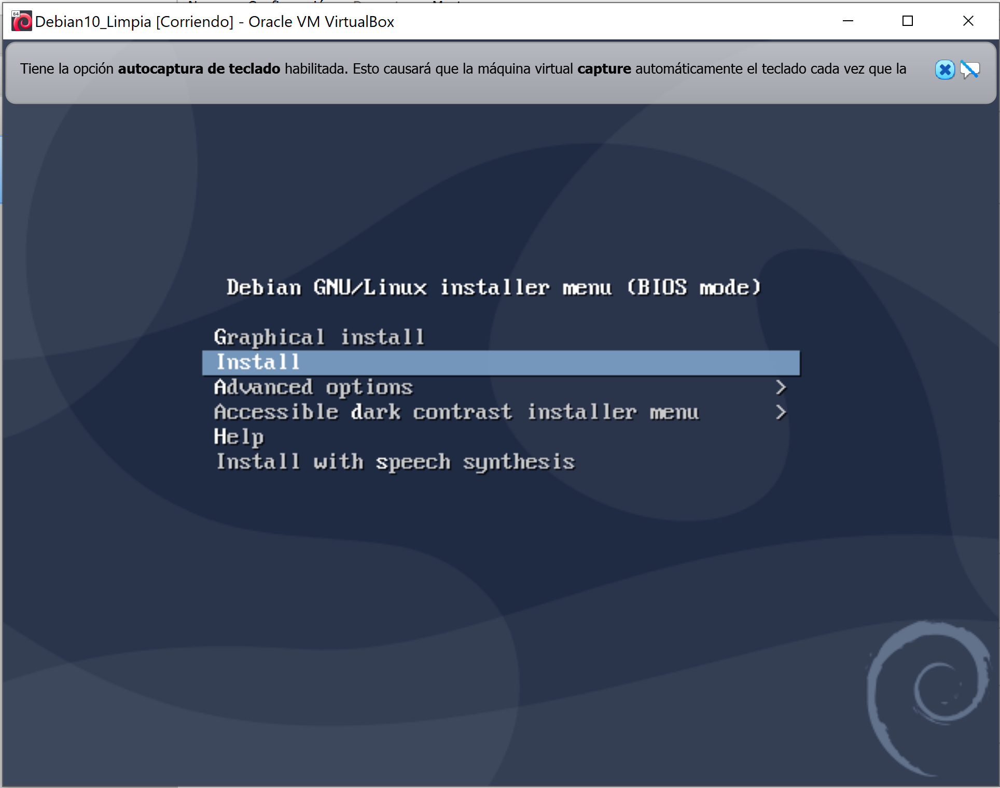 64
Debian10_Limpia [Corriendo] - Oracle VM VirtualBox
Tiene la opción autocaptura de teclado habilitada. Esto causará que la máquina virtual capture automáticamente el teclado cada vez que la
Debian GNU/Linux installer menu (BIOS mode)
Graphical install
Install
Advanced options >
Accessible dark contrast installer menu >
Help
Install with speech synthesis